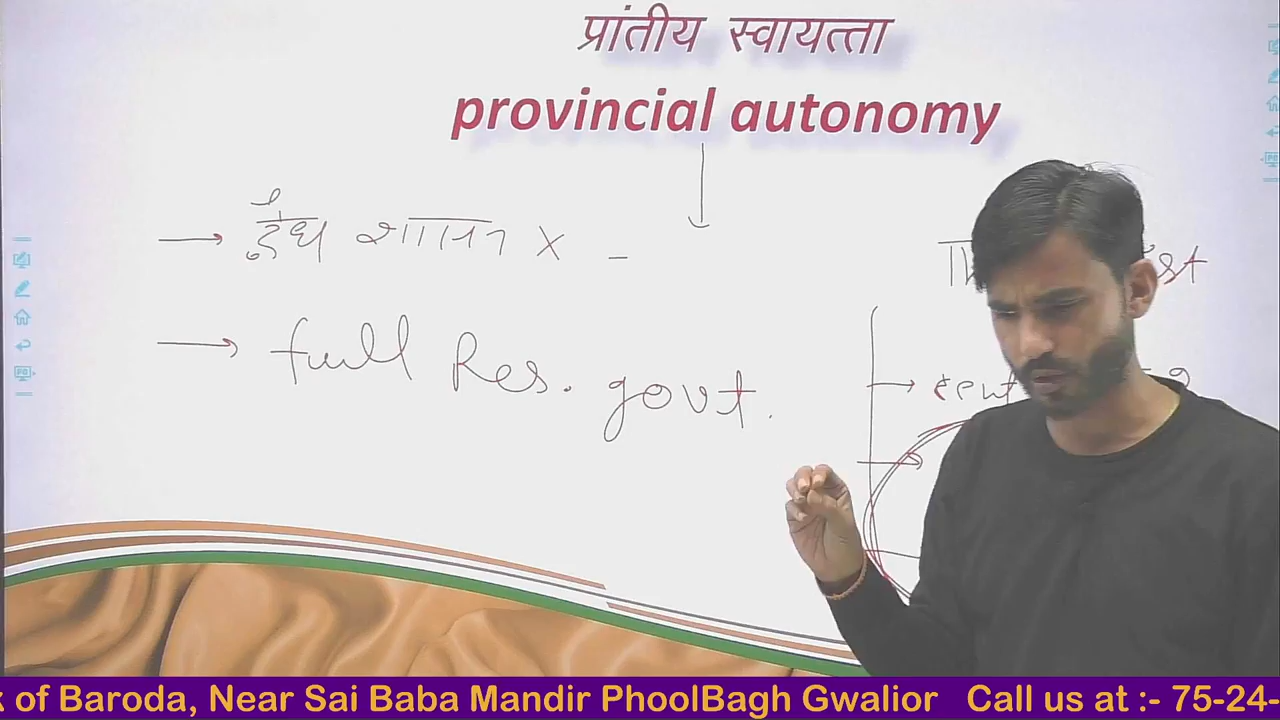 प्रांतीय स्वायत्ता
provincial autonomy
→ द्वैध शासन x -
→ full Res. govt.
k of Baroda, Near Sai Baba Mandir PhoolBagh Gwalior Call us at :- 75-24-